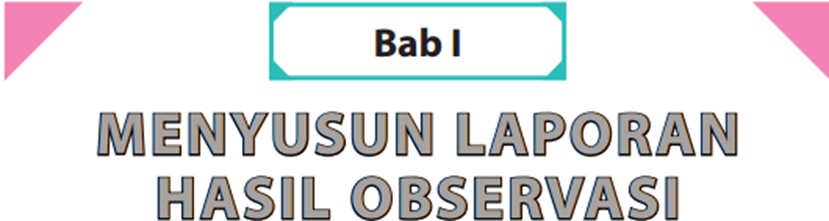 Bab I
MENYUSUN LAPORAN
HASIL OBSERVASI